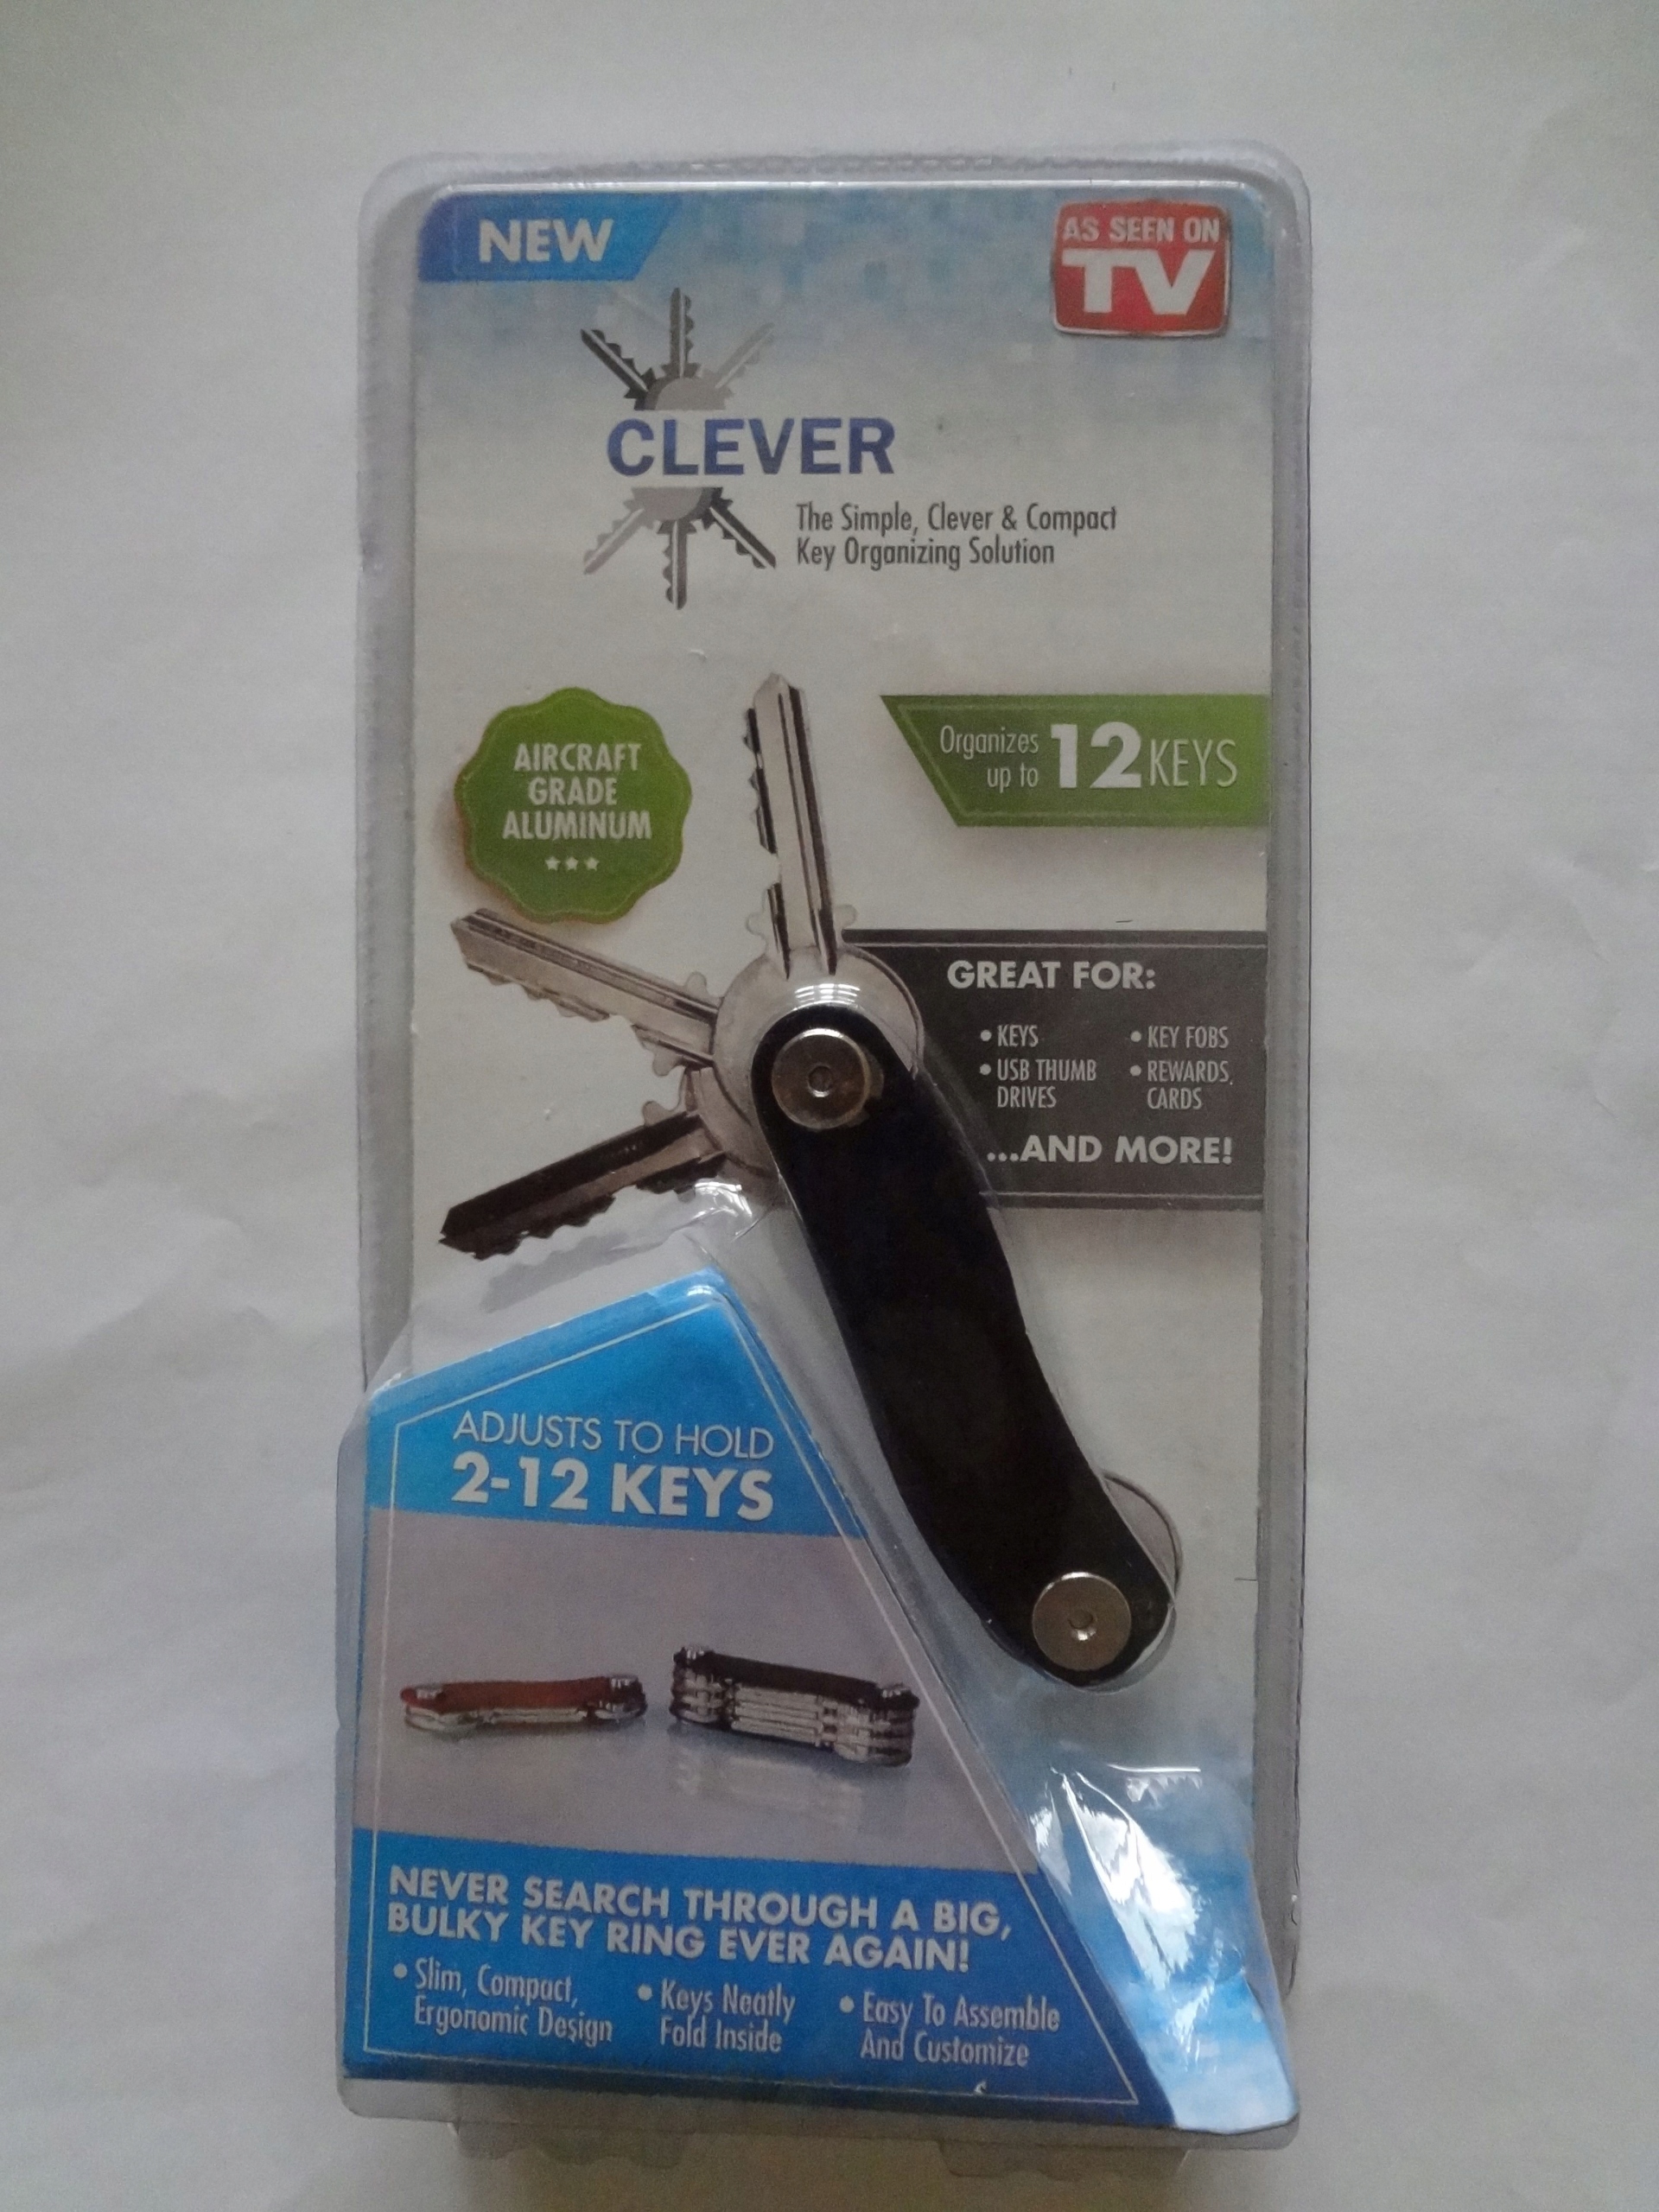 NEW
AS SEEN ON
TV
CLEVER
The Simple, Clever & Compact
Key Organizing Solution
AIRCRAFT
GRADE
ALUMINUM
Organizes
up to 12 KEYS
GREAT FOR:
• KEYS
• USB THUMB
DRIVES
• KEY FOBS
• REWARDS
CARDS
...AND MORE!
ADJUSTS TO HOLD
2-12 KEYS
NEVER SEARCH THROUGH A BIG,
BULKY KEY RING EVER AGAIN!
• Slim, Compact,
Ergonomic Design
• Keys Neatly
Fold Inside
• Easy To Assemble
And Customize